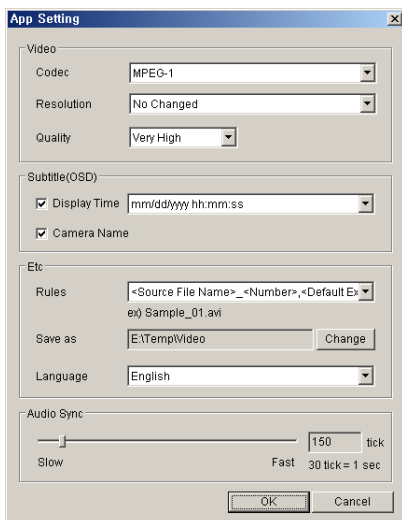 App Setting
Video
Codec MPEG-1
Resolution No Changed
Quality Very High
Subtitle(OSD)
Display Time mm/dd/yyyy hh:mm:ss
Camera Name
Etc
Rules <Source File Name>_<Number>,<Default Ex
ex) Sample_01.avi
Save as E:\Temp\Video Change
Language English
Audio Sync
150 tick
Slow Fast 30 tick = 1 sec
OK Cancel